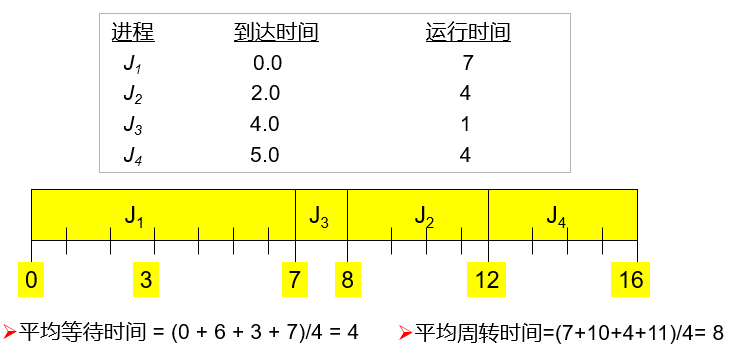 进程 到达时间 运行时间
J1 0.0 7
J2 2.0 4
J3 4.0 1
J4 5.0 4
J1 J3 J2 J4
0 3 7 8 12 16
➢平均等待时间 = (0 + 6 + 3 + 7)/4 = 4 ➢平均周转时间=(7+10+4+11)/4= 8